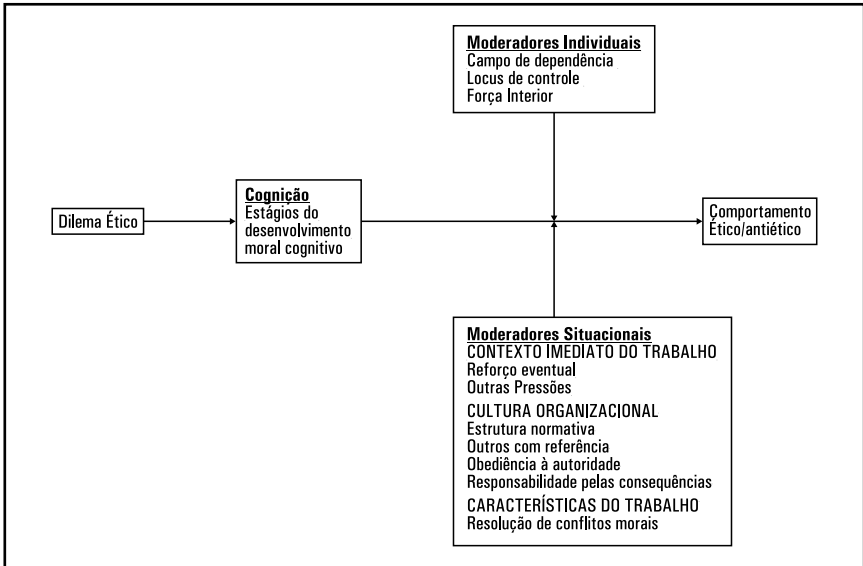 Moderadores Individuais
Campo de dependência
Locus de controle
Força Interior
Dilema Ético
Cognição
Estágios do
desenvolvimento
moral cognitivo
Comportamento
Ético/antiético
Moderadores Situacionais
CONTEXTO IMEDIATO DO TRABALHO
Reforço eventual
Outras Pressões
CULTURA ORGANIZACIONAL
Estrutura normativa
Outros com referência
Obediência à autoridade
Responsabilidade pelas consequências
CARACTERÍSTICAS DO TRABALHO
Resolução de conflitos morais